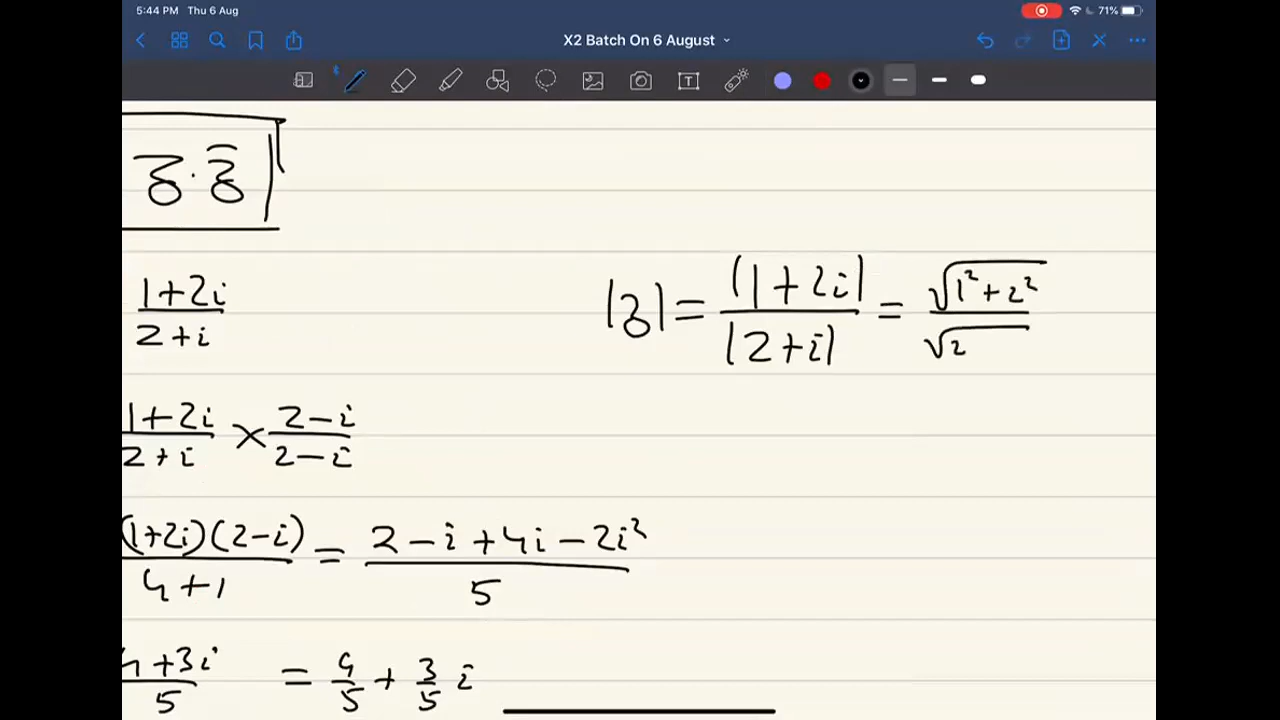 5:44 PM Thu 6 Aug 71%
X2 Batch On 6 August
T
z · z̄
(1+2i)/(2+i)
|z| = |1+2i|/|2+i| = √(1²+2²)/√2
(1+2i)/(2+i) × (2-i)/(2-i)
(1+2i)(2-i)/(4+1) = (2-i+4i-2i²)/5
(4+3i)/5 = 4/5 + 3/5 i